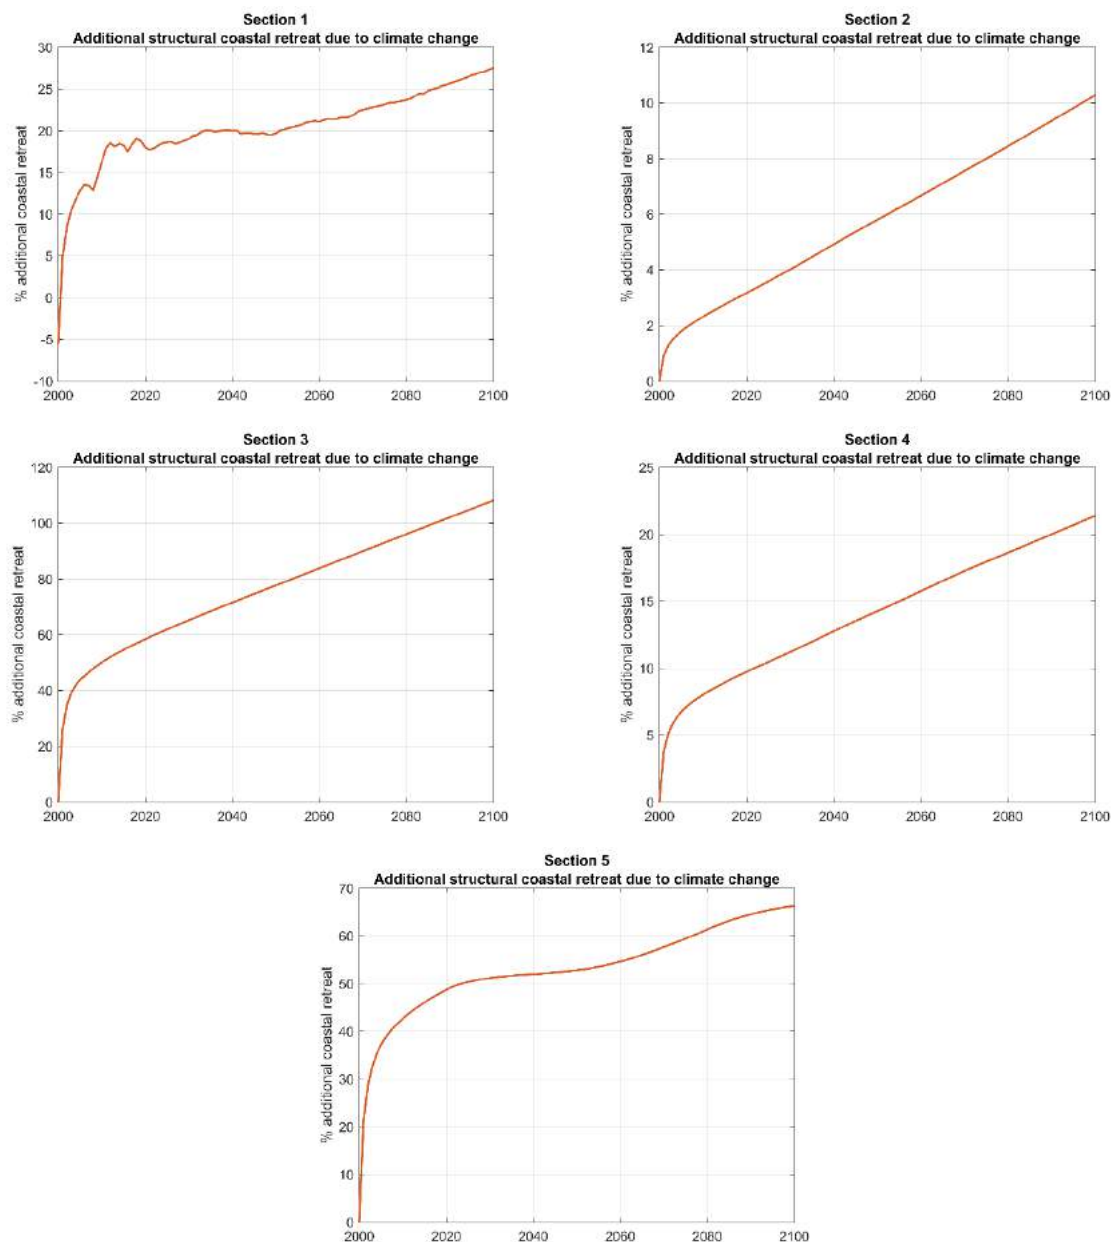 Section 1
Additional structural coastal retreat due to climate change
% additional coastal retreat
30
25
20
15
10
5
0
-5
-10
2000 2020 2040 2060 2080 2100
Section 2
Additional structural coastal retreat due to climate change
% additional coastal retreat
12
10
8
6
4
2
0
2000 2020 2040 2060 2080 2100
Section 3
Additional structural coastal retreat due to climate change
% additional coastal retreat
120
100
80
60
40
20
0
2000 2020 2040 2060 2080 2100
Section 4
Additional structural coastal retreat due to climate change
% additional coastal retreat
25
20
15
10
5
0
2000 2020 2040 2060 2080 2100
Section 5
Additional structural coastal retreat due to climate change
% additional coastal retreat
70
60
50
40
30
20
10
0
2000 2020 2040 2060 2080 2100